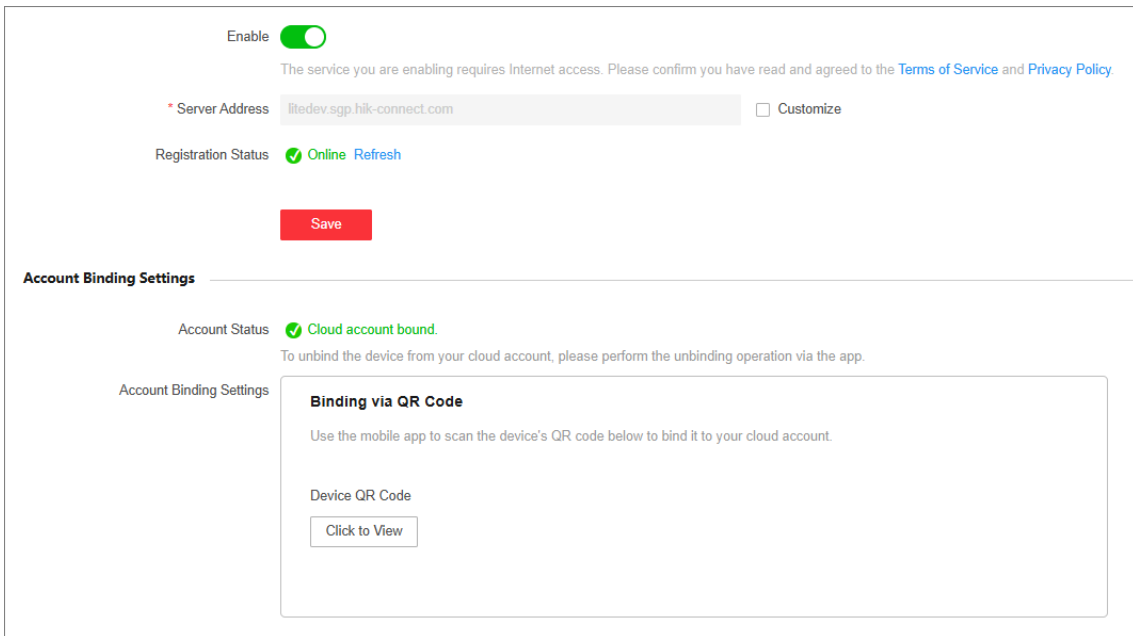 Enable
The service you are enabling requires Internet access. Please confirm you have read and agreed to the Terms of Service and Privacy Policy.
* Server Address litedev.sgp.hik-connect.com Customize
Registration Status Online Refresh
Save
Account Binding Settings
Account Status Cloud account bound.
To unbind the device from your cloud account, please perform the unbinding operation via the app.
Account Binding Settings
Binding via QR Code
Use the mobile app to scan the device's QR code below to bind it to your cloud account.
Device QR Code
Click to View